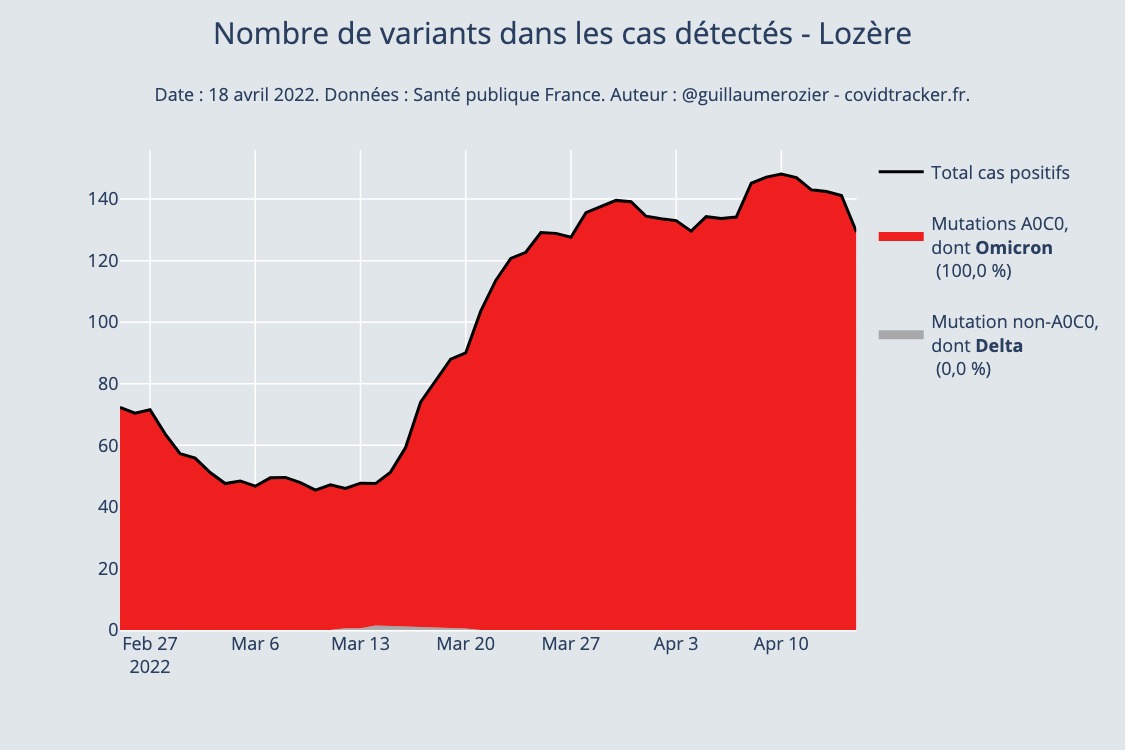 Nombre de variants dans les cas détectés - Lozère
Date : 18 avril 2022. Données : Santé publique France. Auteur : @guillaumerozier - covidtracker.fr.
Total cas positifs
Mutations A0C0,
dont Omicron
(100,0 %)
Mutation non-A0C0,
dont Delta
(0,0 %)
140
120
100
80
60
40
20
0
Feb 27
2022
Mar 6
Mar 13
Mar 20
Mar 27
Apr 3
Apr 10